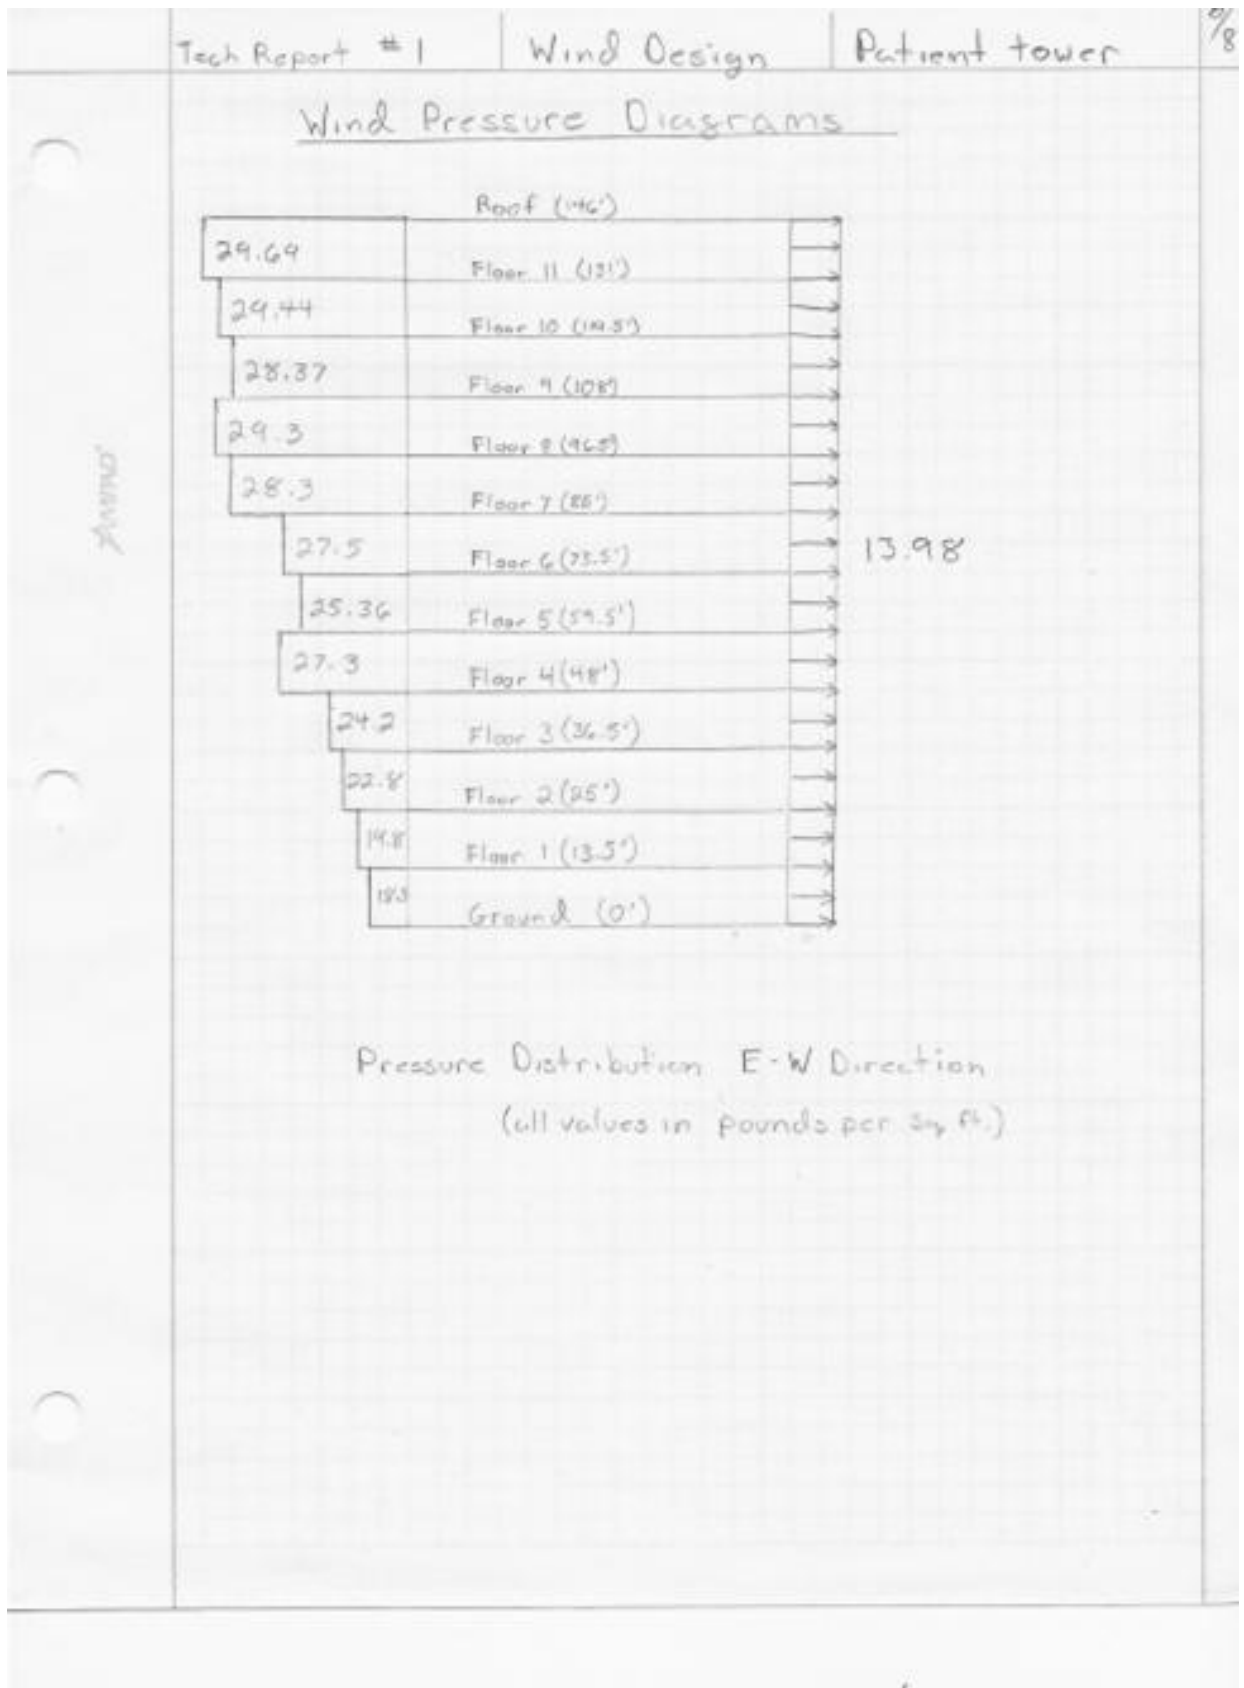 Tech Report #1 Wind Design Patient tower
Wind Pressure Diagrams
Roof (146')
29.69
Floor 11 (131')
29.44
Floor 10 (119.5')
28.37
Floor 9 (108')
29.3
Floor 8 (96.5')
28.3
Floor 7 (85')
27.5
Floor 6 (73.5')
13.98
25.36
Floor 5 (59.5')
27.3
Floor 4 (48')
24.2
Floor 3 (36.5')
22.8
Floor 2 (25')
19.8
Floor 1 (13.5')
18.3
Ground (0')
Pressure Distribution E-W Direction
(all values in pounds per sq ft.)